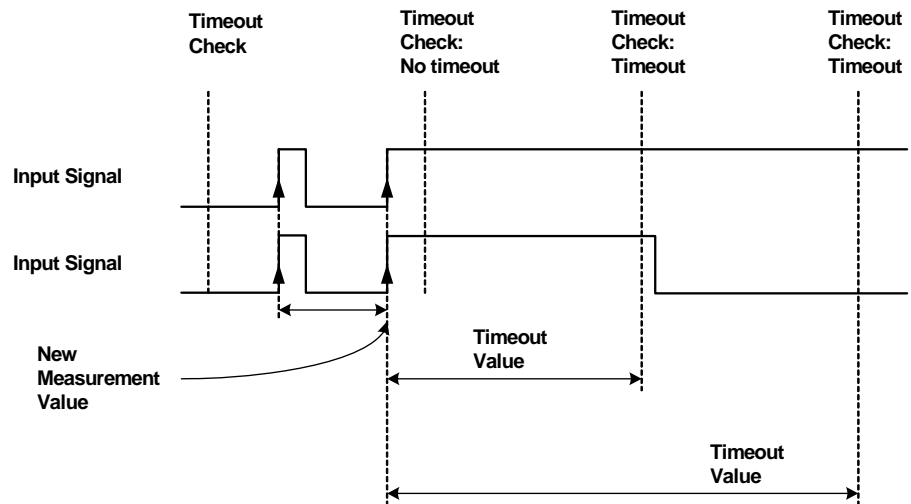 Timeout
Check
Timeout
Check:
No timeout
Timeout
Check:
Timeout
Timeout
Check:
Timeout
Input Signal
Input Signal
New
Measurement
Value
Timeout
Value
Timeout
Value